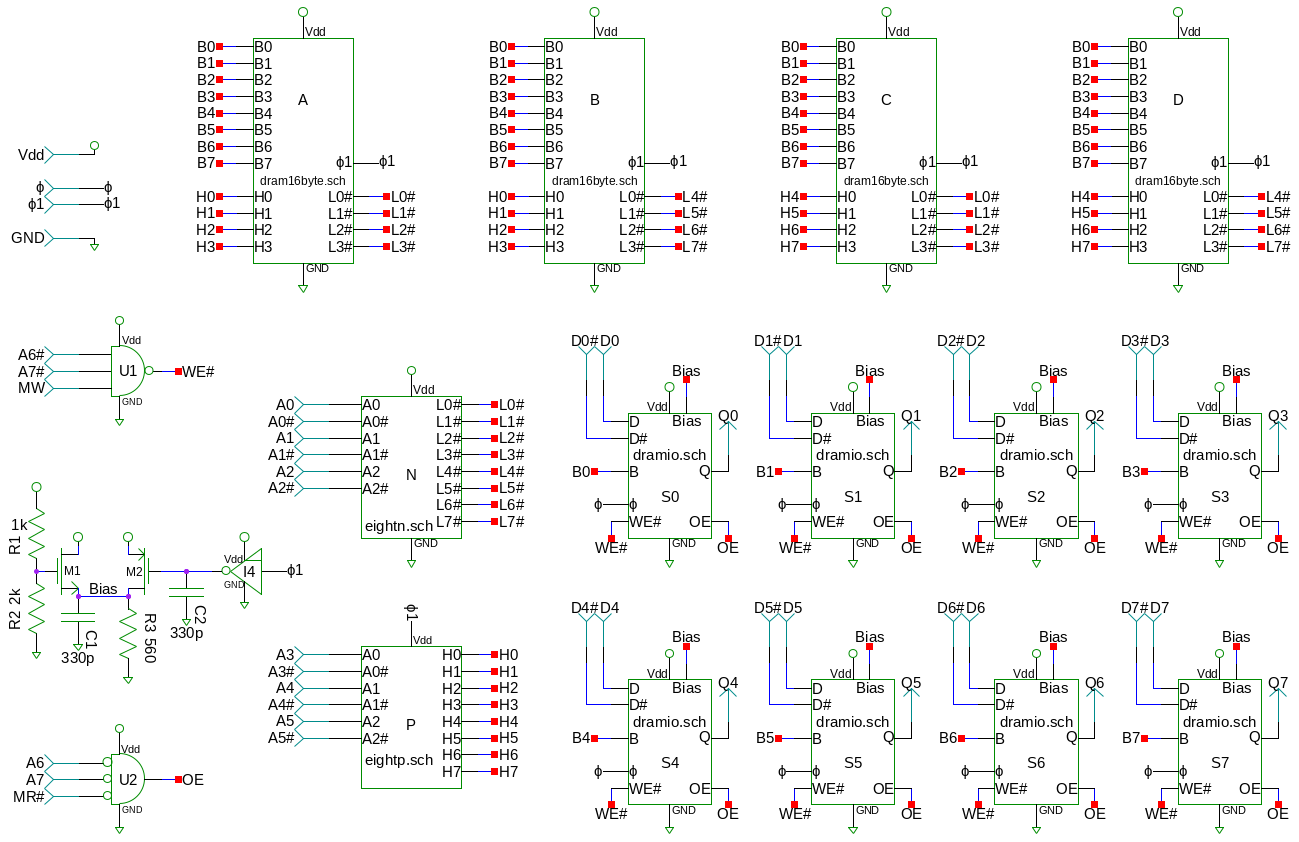 Vdd Vdd Vdd Vdd
B0 B0 B0 B0 B0 B0 B0 B0
B1 B1 B1 B1 B1 B1 B1 B1
B2 B2 B2 B2 B2 B2 B2 B2
B3 B3 B3 B3 B3 B3 B3 B3
A B C D
B4 B4 B4 B4 B4 B4 B4 B4
B5 B5 B5 B5 B5 B5 B5 B5
B6 B6 B6 B6 B6 B6 B6 B6
Vdd
B7 B7 ϕ1 ϕ1 B7 B7 ϕ1 ϕ1 B7 B7 ϕ1 ϕ1 B7 B7 ϕ1 ϕ1
dram16byte.sch dram16byte.sch dram16byte.sch dram16byte.sch
ϕ ϕ
H0 H0 L0# L0# H0 H0 L0# L4# H4 H0 L0# L0# H4 H0 L0# L4#
ϕ1 ϕ1
H1 H1 L1# L1# H1 H1 L1# L5# H5 H1 L1# L1# H5 H1 L1# L5#
H2 H2 L2# L2# H2 H2 L2# L6# H6 H2 L2# L2# H6 H2 L2# L6#
GND
H3 H3 L3# L3# H3 H3 L3# L7# H7 H3 L3# L3# H7 H3 L3# L7#
GND GND GND GND
Vdd
A6#
A7# U1 WE#
MW
GND
Vdd
A0 A0 L0# L0#
A0# A0# L1# L1#
A1 A1 L2# L2#
A1# A1# L3# L3#
A2 A2 L4# L4#
A2# A2# L5# L5#
N
L6# L6#
L7# L7#
eightn.sch
GND
D0# D0 D1# D1 D2# D2 D3# D3
Bias Bias Bias Bias
Vdd Vdd Vdd Vdd
Q0 Q1 Q2 Q3
D Bias D Bias D Bias D Bias
D# D# D# D#
dramio.sch dramio.sch dramio.sch dramio.sch
B0 B Q B1 B Q B2 B Q B3 B Q
S0 S1 S2 S3
ϕ ϕ ϕ ϕ ϕ ϕ ϕ ϕ
WE# OE WE# OE WE# OE WE# OE
WE# GND OE WE# GND OE WE# GND OE WE# GND OE
R1 1k
M1 M2
Vdd
I4 ϕ1
GND
Bias
R2 2k
C1
330p
R3 560
C2
330p
ϕ1
Vdd
A3 A0 H0 H0
A3# A0# H1 H1
A4 A1 H2 H2
A4# A1# H3 H3
A5 A2 H4 H4
A5# A2# H5 H5
P
H6 H6
H7 H7
eightp.sch
GND
D4# D4 D5# D5 D6# D6 D7# D7
Bias Bias Bias Bias
Vdd Vdd Vdd Vdd
Q4 Q5 Q6 Q7
D Bias D Bias D Bias D Bias
D# D# D# D#
dramio.sch dramio.sch dramio.sch dramio.sch
B4 B Q B5 B Q B6 B Q B7 B Q
S4 S5 S6 S7
ϕ ϕ ϕ ϕ ϕ ϕ ϕ ϕ
WE# OE WE# OE WE# OE WE# OE
WE# GND OE WE# GND OE WE# GND OE WE# GND OE
Vdd
A6
A7 U2 OE
MR#
GND